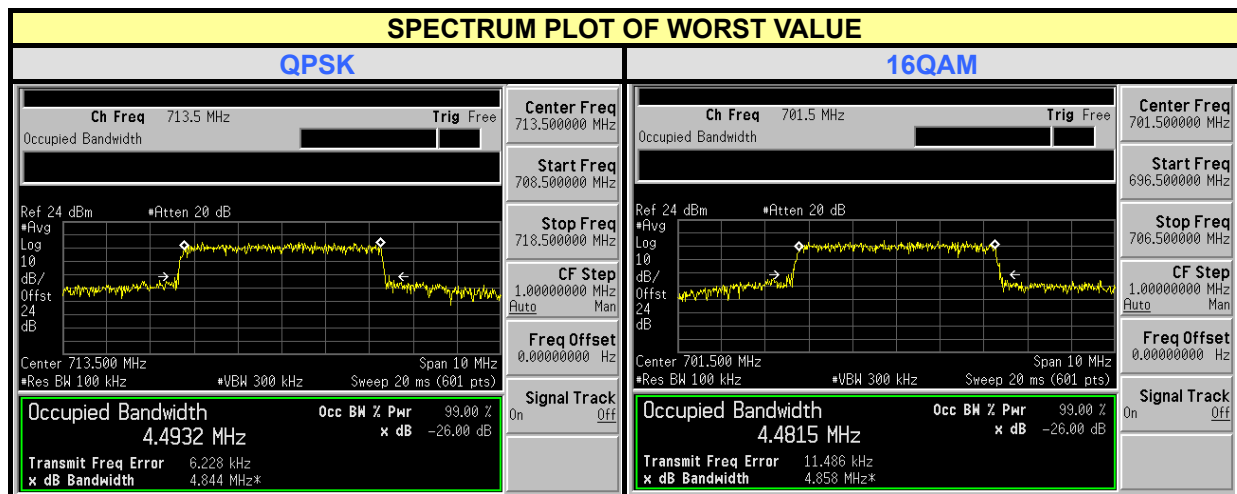 SPECTRUM PLOT OF WORST VALUE
QPSK
Ch Freq 713.5 MHz Trig Free
Occupied Bandwidth
Ref 24 dBm #Atten 20 dB
#Avg
Log
10
dB/
Offst
24
dB
Center 713.500 MHz Span 10 MHz
#Res BW 100 kHz #VBW 300 kHz Sweep 20 ms (601 pts)
Occupied Bandwidth Occ BW % Pwr 99.00 %
4.4932 MHz x dB -26.00 dB
Transmit Freq Error 6.228 kHz
x dB Bandwidth 4.844 MHz*
Center Freq
713.500000 MHz
Start Freq
708.500000 MHz
Stop Freq
718.500000 MHz
CF Step
1.00000000 MHz
Auto Man
Freq Offset
0.00000000 Hz
Signal Track
On Off
16QAM
Ch Freq 701.5 MHz Trig Free
Occupied Bandwidth
Ref 24 dBm #Atten 20 dB
#Avg
Log
10
dB/
Offst
24
dB
Center 701.500 MHz Span 10 MHz
#Res BW 100 kHz #VBW 300 kHz Sweep 20 ms (601 pts)
Occupied Bandwidth Occ BW % Pwr 99.00 %
4.4815 MHz x dB -26.00 dB
Transmit Freq Error 11.486 kHz
x dB Bandwidth 4.858 MHz*
Center Freq
701.500000 MHz
Start Freq
696.500000 MHz
Stop Freq
706.500000 MHz
CF Step
1.00000000 MHz
Auto Man
Freq Offset
0.00000000 Hz
Signal Track
On Off